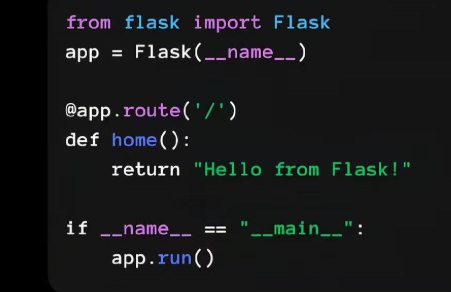 from flask import Flask
app = Flask(__name__)
@app.route('/')
def home():
    return "Hello from Flask!"
if __name__ == "__main__":
    app.run()